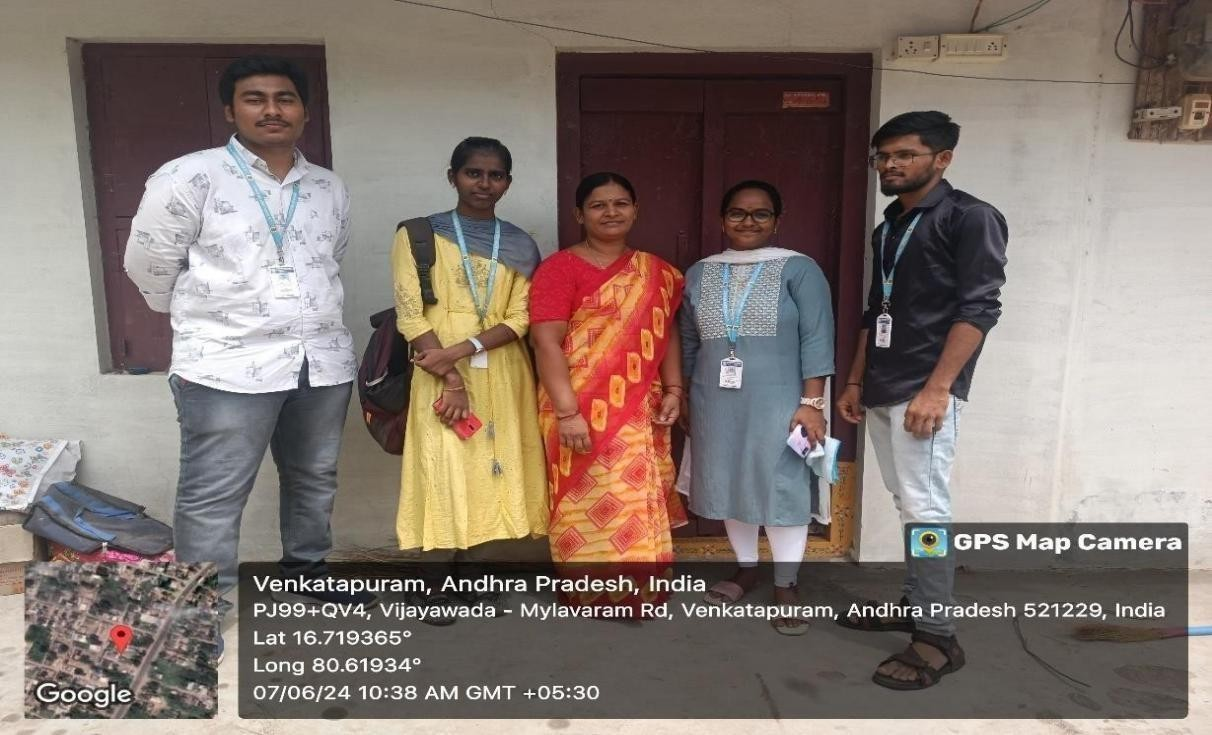 GPS Map Camera
Venkatapuram, Andhra Pradesh, India
PJ99+QV4, Vijayawada - Mylavaram Rd, Venkatapuram, Andhra Pradesh 521229, India
Lat 16.719365°
Long 80.61934°
07/06/24 10:38 AM GMT +05:30
Google